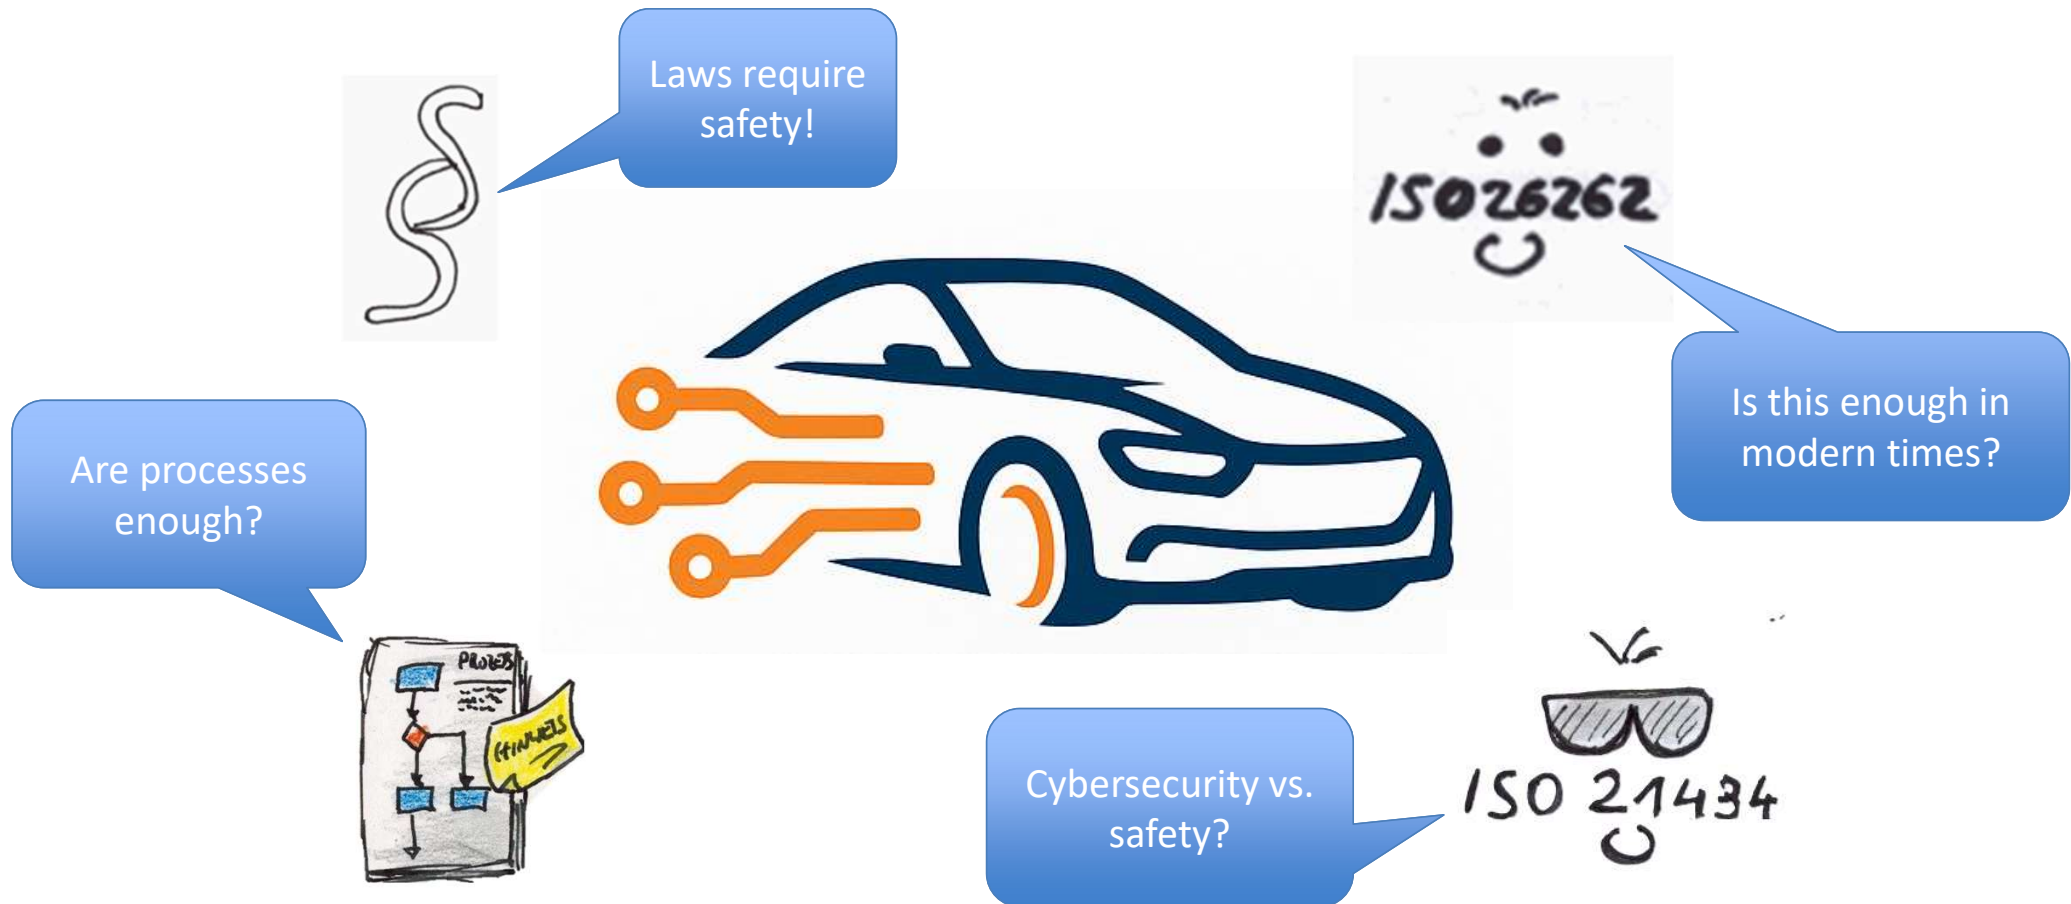 Laws require
safety!
ISO26262
Is this enough in
modern times?
Are processes
enough?
PROZESS
HINWEIS
Cybersecurity vs.
safety?
ISO 21434